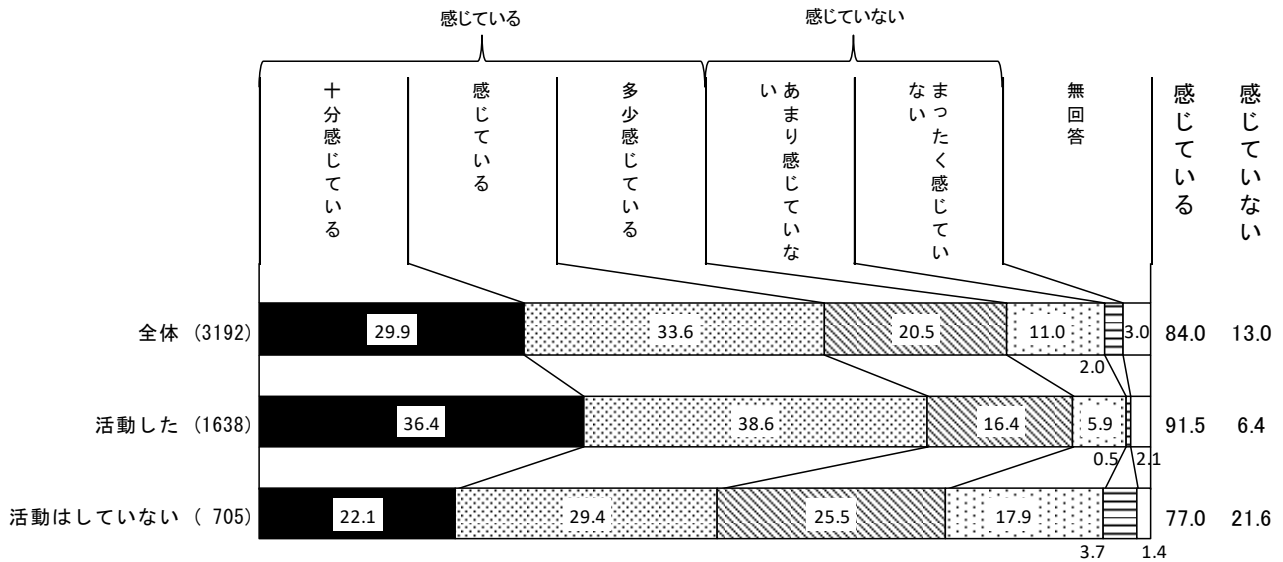 感じている
感じていない
十分感じている
感じている
多少感じている
あまり感じていな
い
まったく感じてい
ない
無回答
感じている
感じていない
全体 (3192)
29.9
33.6
20.5
11.0
2.0
3.0
84.0
13.0
活動した (1638)
36.4
38.6
16.4
5.9
0.5
2.1
91.5
6.4
活動はしていない ( 705)
22.1
29.4
25.5
17.9
3.7
1.4
77.0
21.6